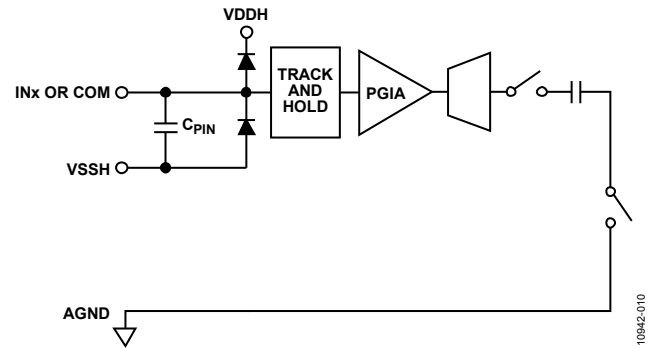 VDDH
INx OR COM
TRACK
AND
HOLD
PGIA
CPIN
VSSH
AGND
10942-010